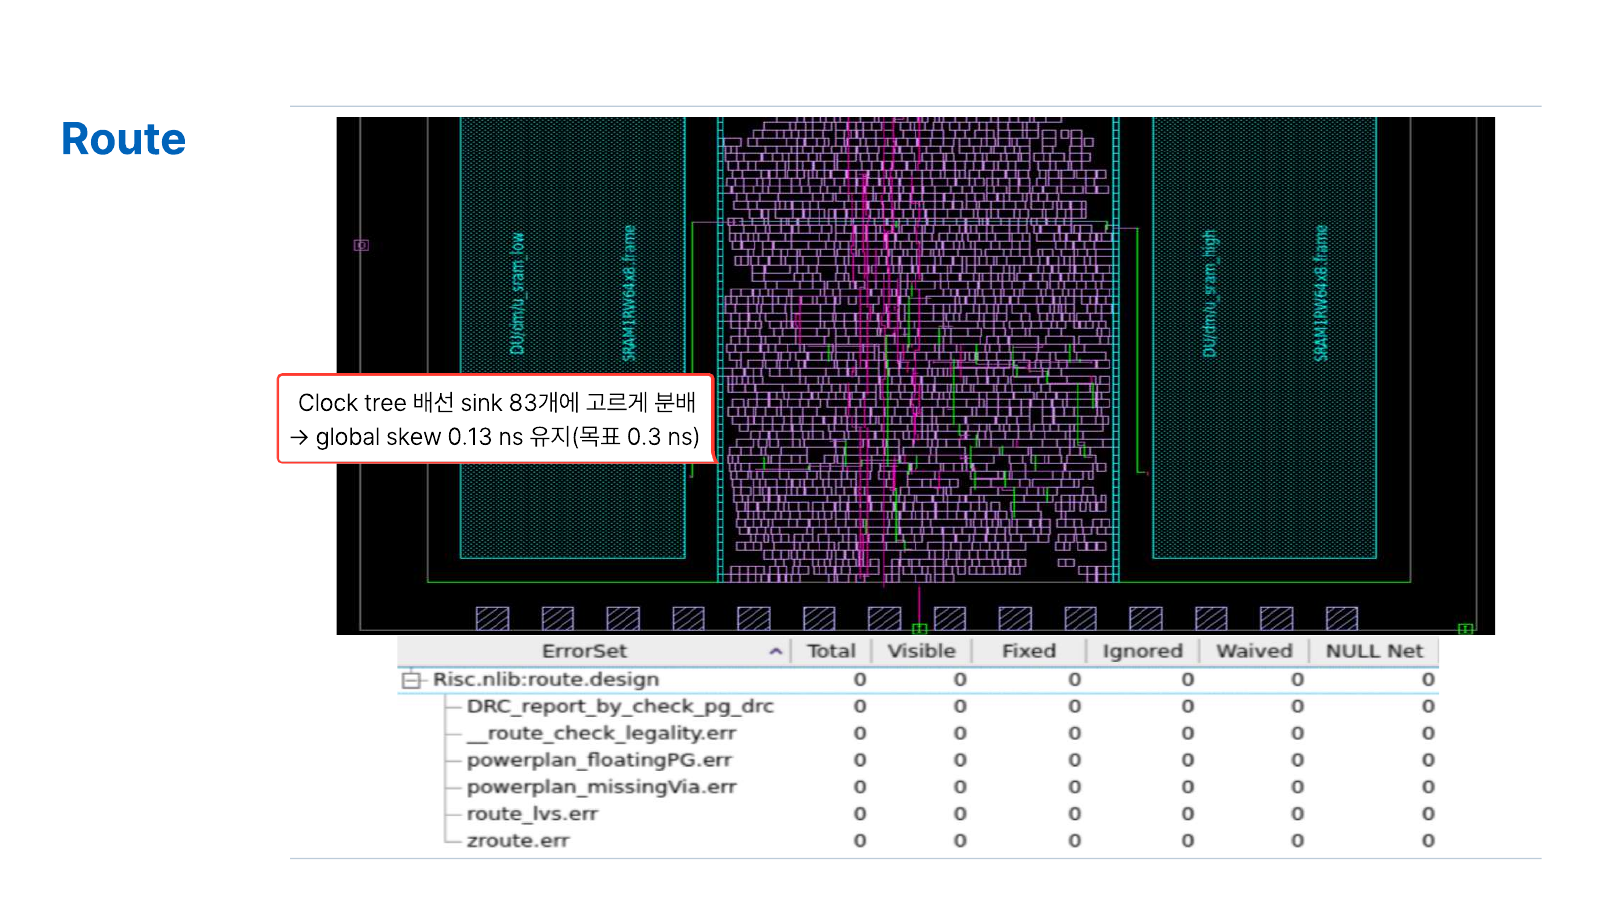 Route
DU/dm/u_sram_low
SRAM1RW64x8.frame
DU/dm/u_sram_high
SRAM1RW64x8.frame
Clock tree 배선 sink 83개에 고르게 분배
→ global skew 0.13 ns 유지(목표 0.3 ns)
ErrorSet Total Visible Fixed Ignored Waived NULL Net
Risc.nlib:route.design 0 0 0 0 0 0
DRC_report_by_check_pg_drc 0 0 0 0 0 0
__route_check_legality.err 0 0 0 0 0 0
powerplan_floatingPG.err 0 0 0 0 0 0
powerplan_missingVia.err 0 0 0 0 0 0
route_lvs.err 0 0 0 0 0 0
zroute.err 0 0 0 0 0 0